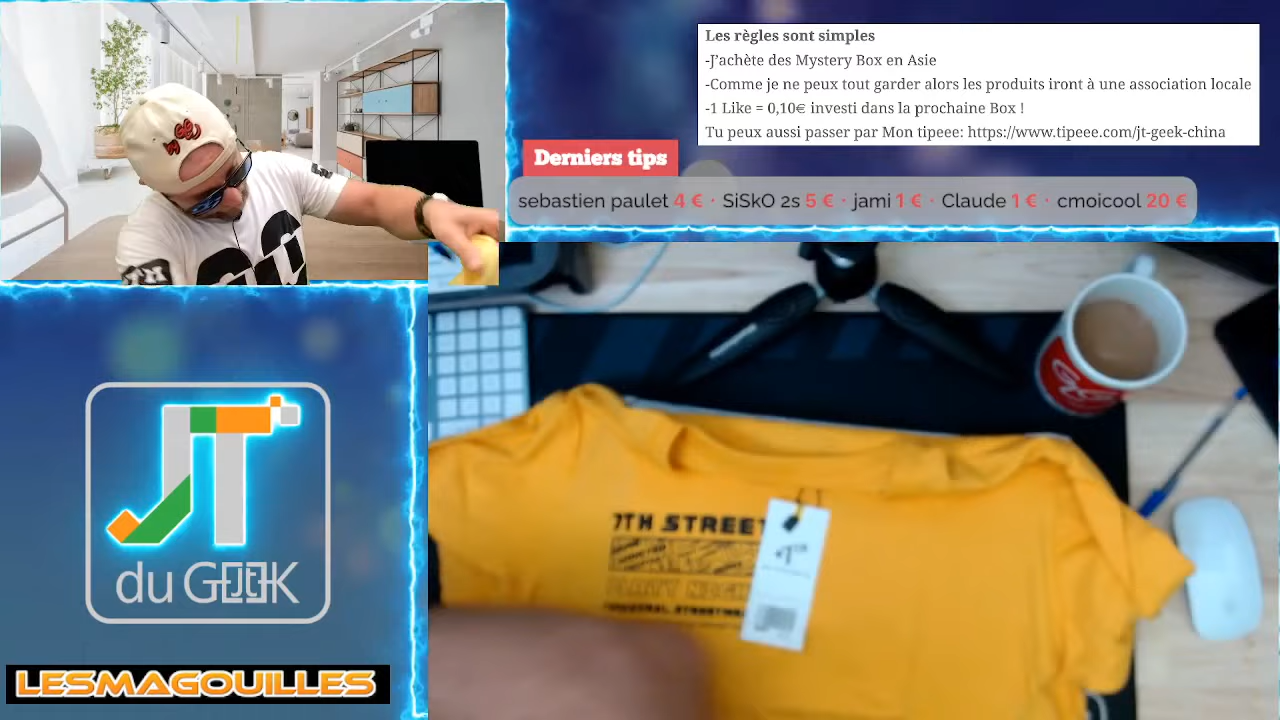 Les règles sont simples
-J'achète des Mystery Box en Asie
-Comme je ne peux tout garder alors les produits iront à une association locale
-1 Like = 0,10€ investi dans la prochaine Box !
Tu peux aussi passer par Mon tipeee: https://www.tipeee.com/jt-geek-china
Derniers tips
sebastien paulet 4 € · SiSkO 2s 5 € · jami 1 € · Claude 1 € · cmoicool 20 €
JT
du GEEK
LESMAGOUILLES
7TH STREET